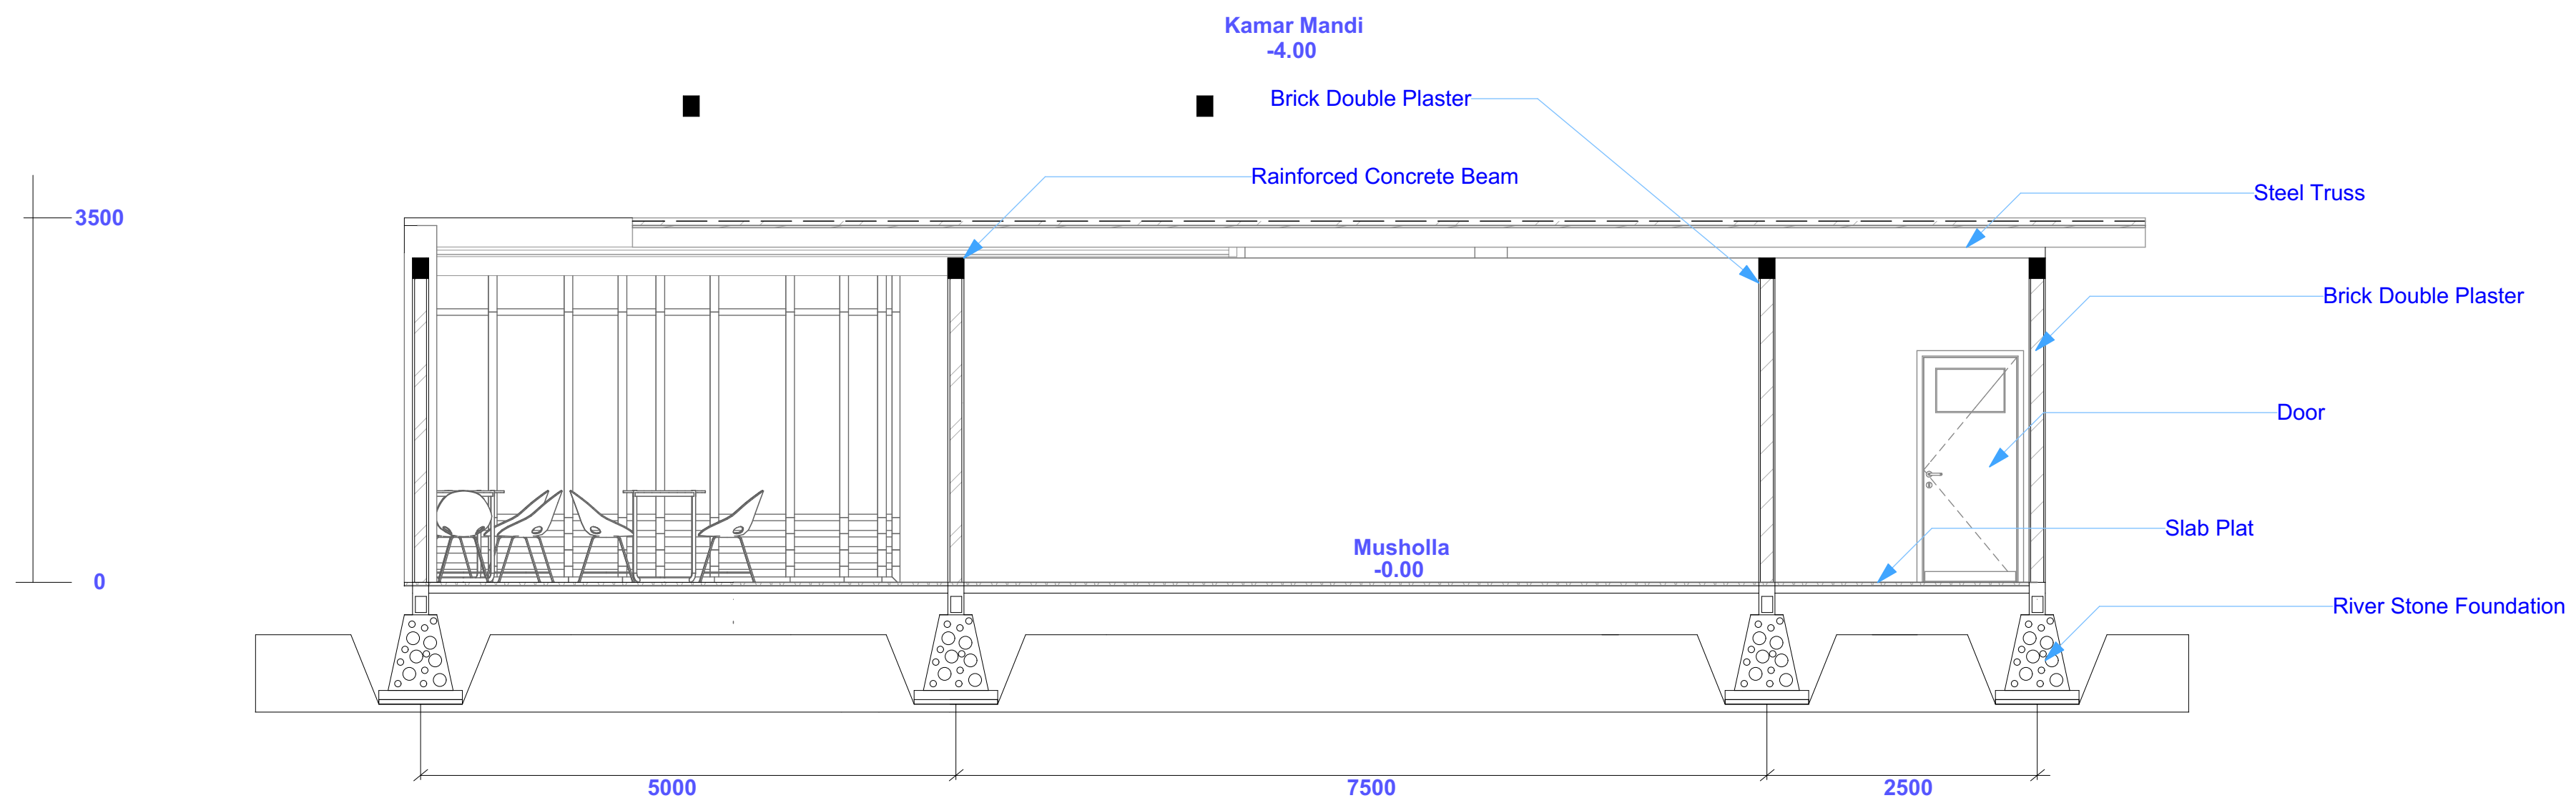 Kamar Mandi
-4.00
Brick Double Plaster
Rainforced Concrete Beam
Steel Truss
3500
Brick Double Plaster
Door
Slab Plat
Musholla
-0.00
0
River Stone Foundation
5000
7500
2500